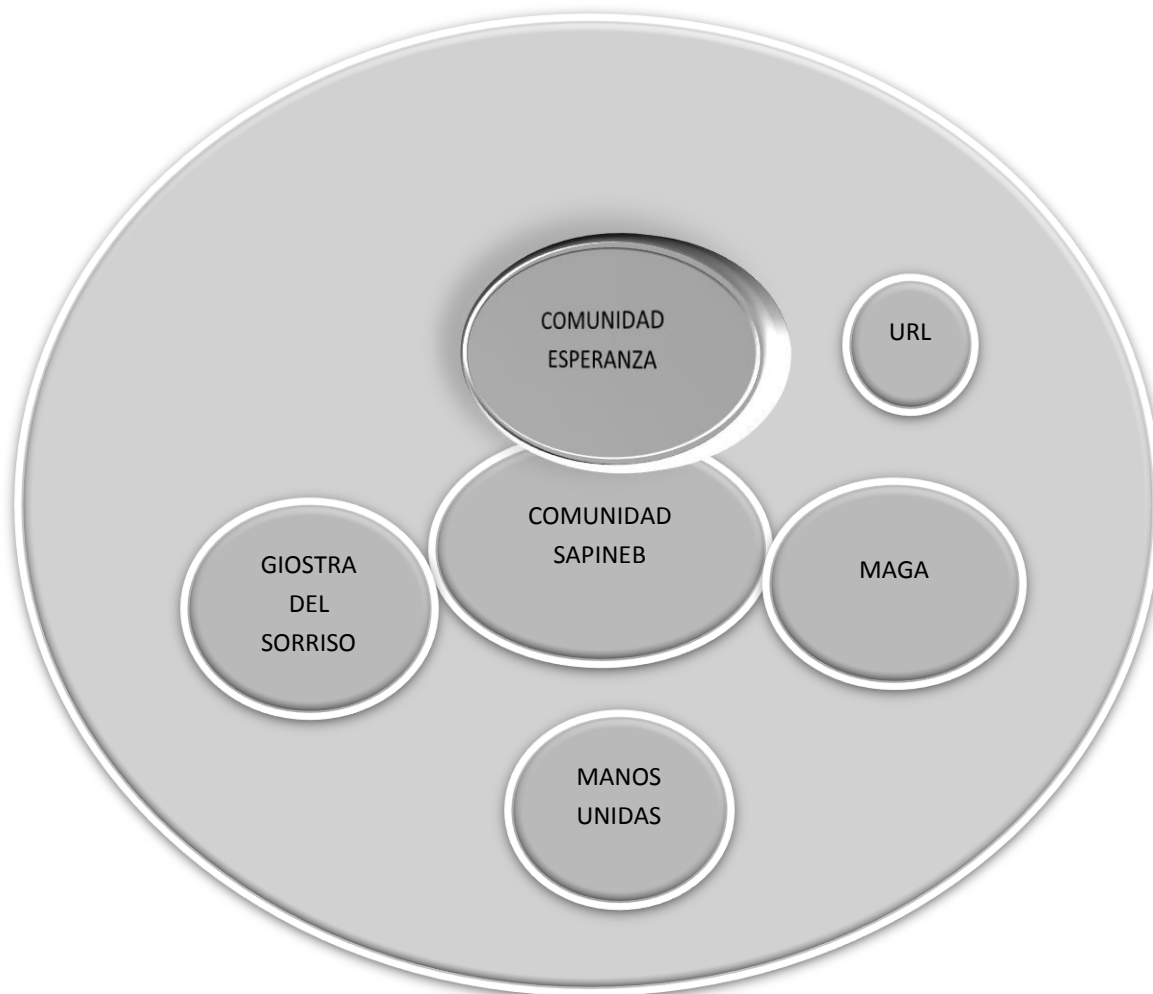 COMUNIDAD
ESPERANZA
URL
COMUNIDAD
SAPINEB
GIOSTRA
DEL
SORRISO
MAGA
MANOS
UNIDAS